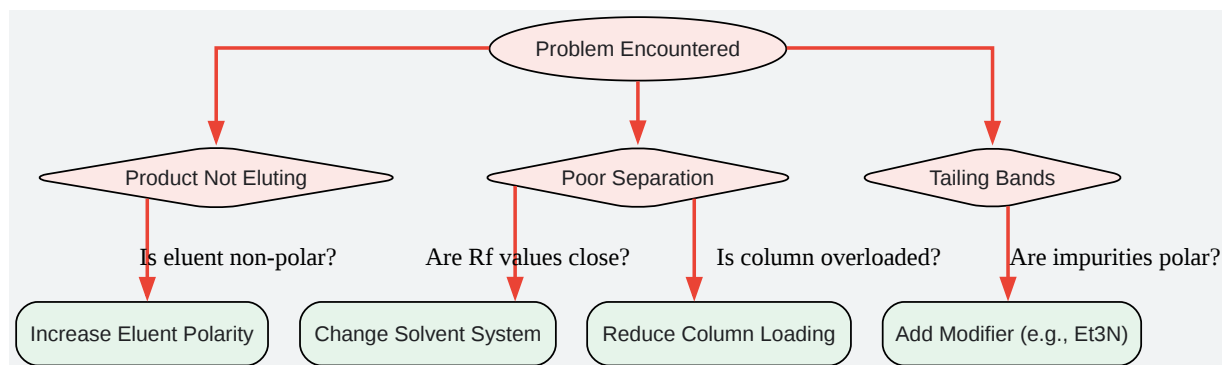 Problem Encountered
Product Not Eluting
Poor Separation
Tailing Bands
Is eluent non-polar?
Are Rf values close?
Is column overloaded?
Are impurities polar?
Increase Eluent Polarity
Change Solvent System
Reduce Column Loading
Add Modifier (e.g., Et3N)